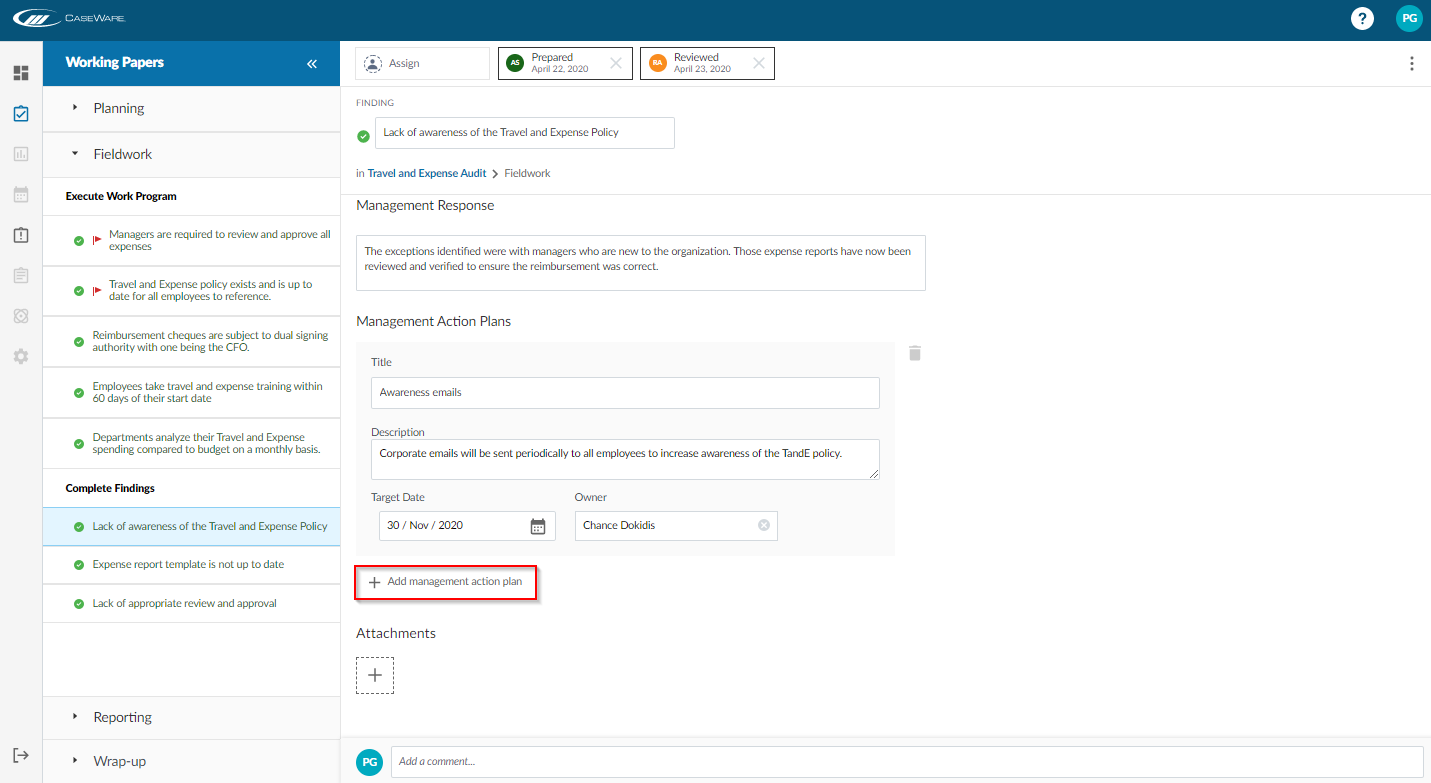 CASEWARE
?
PG
Working Papers
«
Planning
Fieldwork
Execute Work Program
Managers are required to review and approve all
expenses
Travel and Expense policy exists and is up to
date for all employees to reference.
Reimbursement cheques are subject to dual signing
authority with one being the CFO.
Employees take travel and expense training within
60 days of their start date
Departments analyze their Travel and Expense
spending compared to budget on a monthly basis.
Complete Findings
Lack of awareness of the Travel and Expense Policy
Expense report template is not up to date
Lack of appropriate review and approval
Reporting
Wrap-up
Assign
AS
Prepared
April 22, 2020
RA
Reviewed
April 23, 2020
FINDING
Lack of awareness of the Travel and Expense Policy
in Travel and Expense Audit > Fieldwork
Management Response
The exceptions identified were with managers who are new to the organization. Those expense reports have now been
reviewed and verified to ensure the reimbursement was correct.
Management Action Plans
Title
Awareness emails
Description
Corporate emails will be sent periodically to all employees to increase awareness of the TandE policy.
Target Date
30 / Nov / 2020
Owner
Chance Dokidis
+ Add management action plan
Attachments
+
PG
Add a comment...